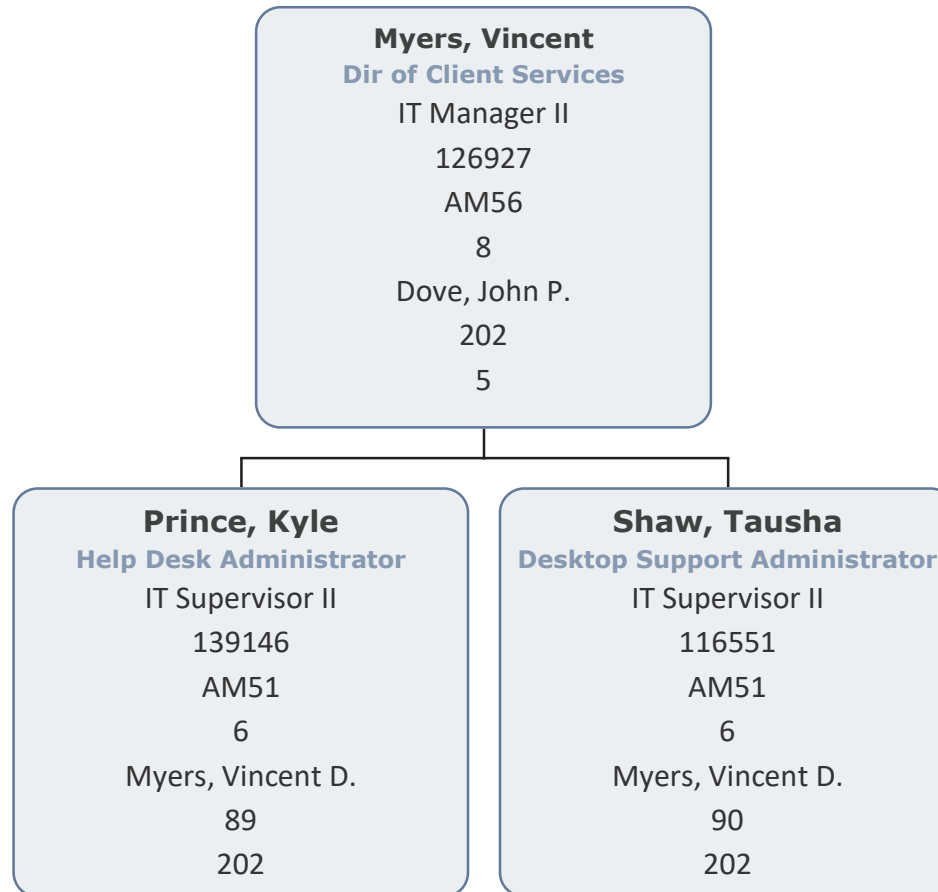 Myers, Vincent
Dir of Client Services
IT Manager II
126927
AM56
8
Dove, John P.
202
5
Prince, Kyle
Help Desk Administrator
IT Supervisor II
139146
AM51
6
Myers, Vincent D.
89
202
Shaw, Tausha
Desktop Support Administrator
IT Supervisor II
116551
AM51
6
Myers, Vincent D.
90
202